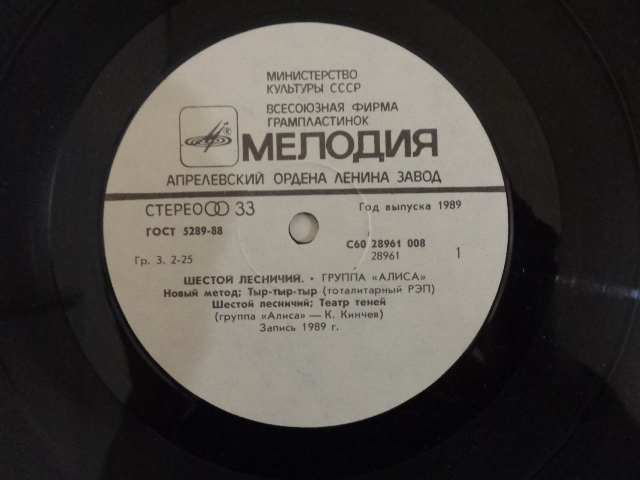 МИНИСТЕРСТВО
КУЛЬТУРЫ СССР
ВСЕСОЮЗНАЯ ФИРМА
ГРАМПЛАСТИНОК
МЕЛОДИЯ
АПРЕЛЕВСКИЙ ОРДЕНА ЛЕНИНА ЗАВОД
СТЕРЕО 33
Год выпуска 1989
ГОСТ 5289-88
С60 28961 008
Гр. 3. 2-25
28961
1
ШЕСТОЙ ЛЕСНИЧИЙ. • ГРУППА «АЛИСА»
Новый метод; Тыр-тыр-тыр (тоталитарный РЭП)
Шестой лесничий; Театр теней
(группа «Алиса» — К. Кинчев)
Запись 1989 г.